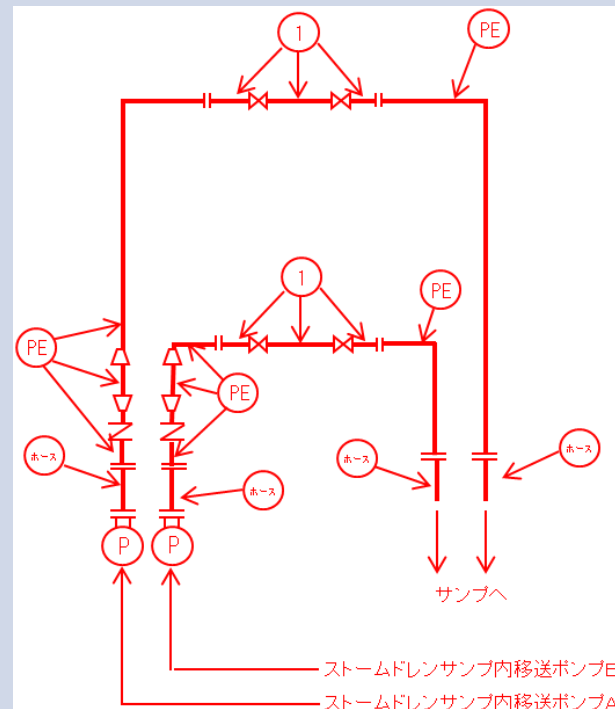 1
PE
1
PE
PE
PE
ホース
ホース
ホース
ホース
P
P
サンプへ
ストームドレンサンプ内移送ポンプB
ストームドレンサンプ内移送ポンプA